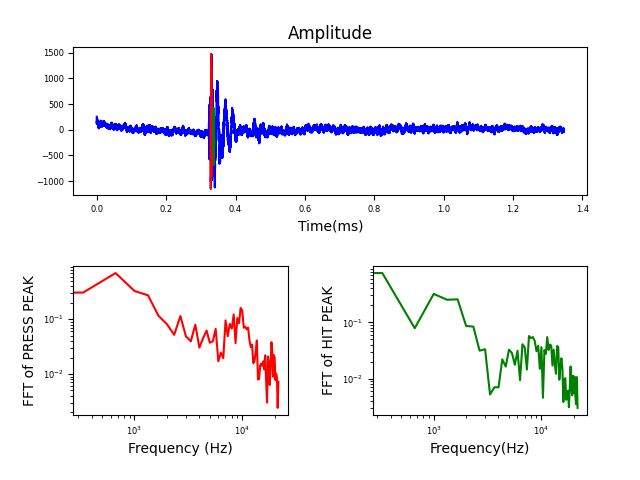 Amplitude
1500
1000
500
0
−500
−1000
0.0 0.2 0.4 0.6 0.8 1.0 1.2 1.4
Time(ms)
FFT of PRESS PEAK
10⁻¹
10⁻²
10³ 10⁴
Frequency (Hz)
FFT of HIT PEAK
10⁻¹
10⁻²
10³ 10⁴
Frequency(Hz)